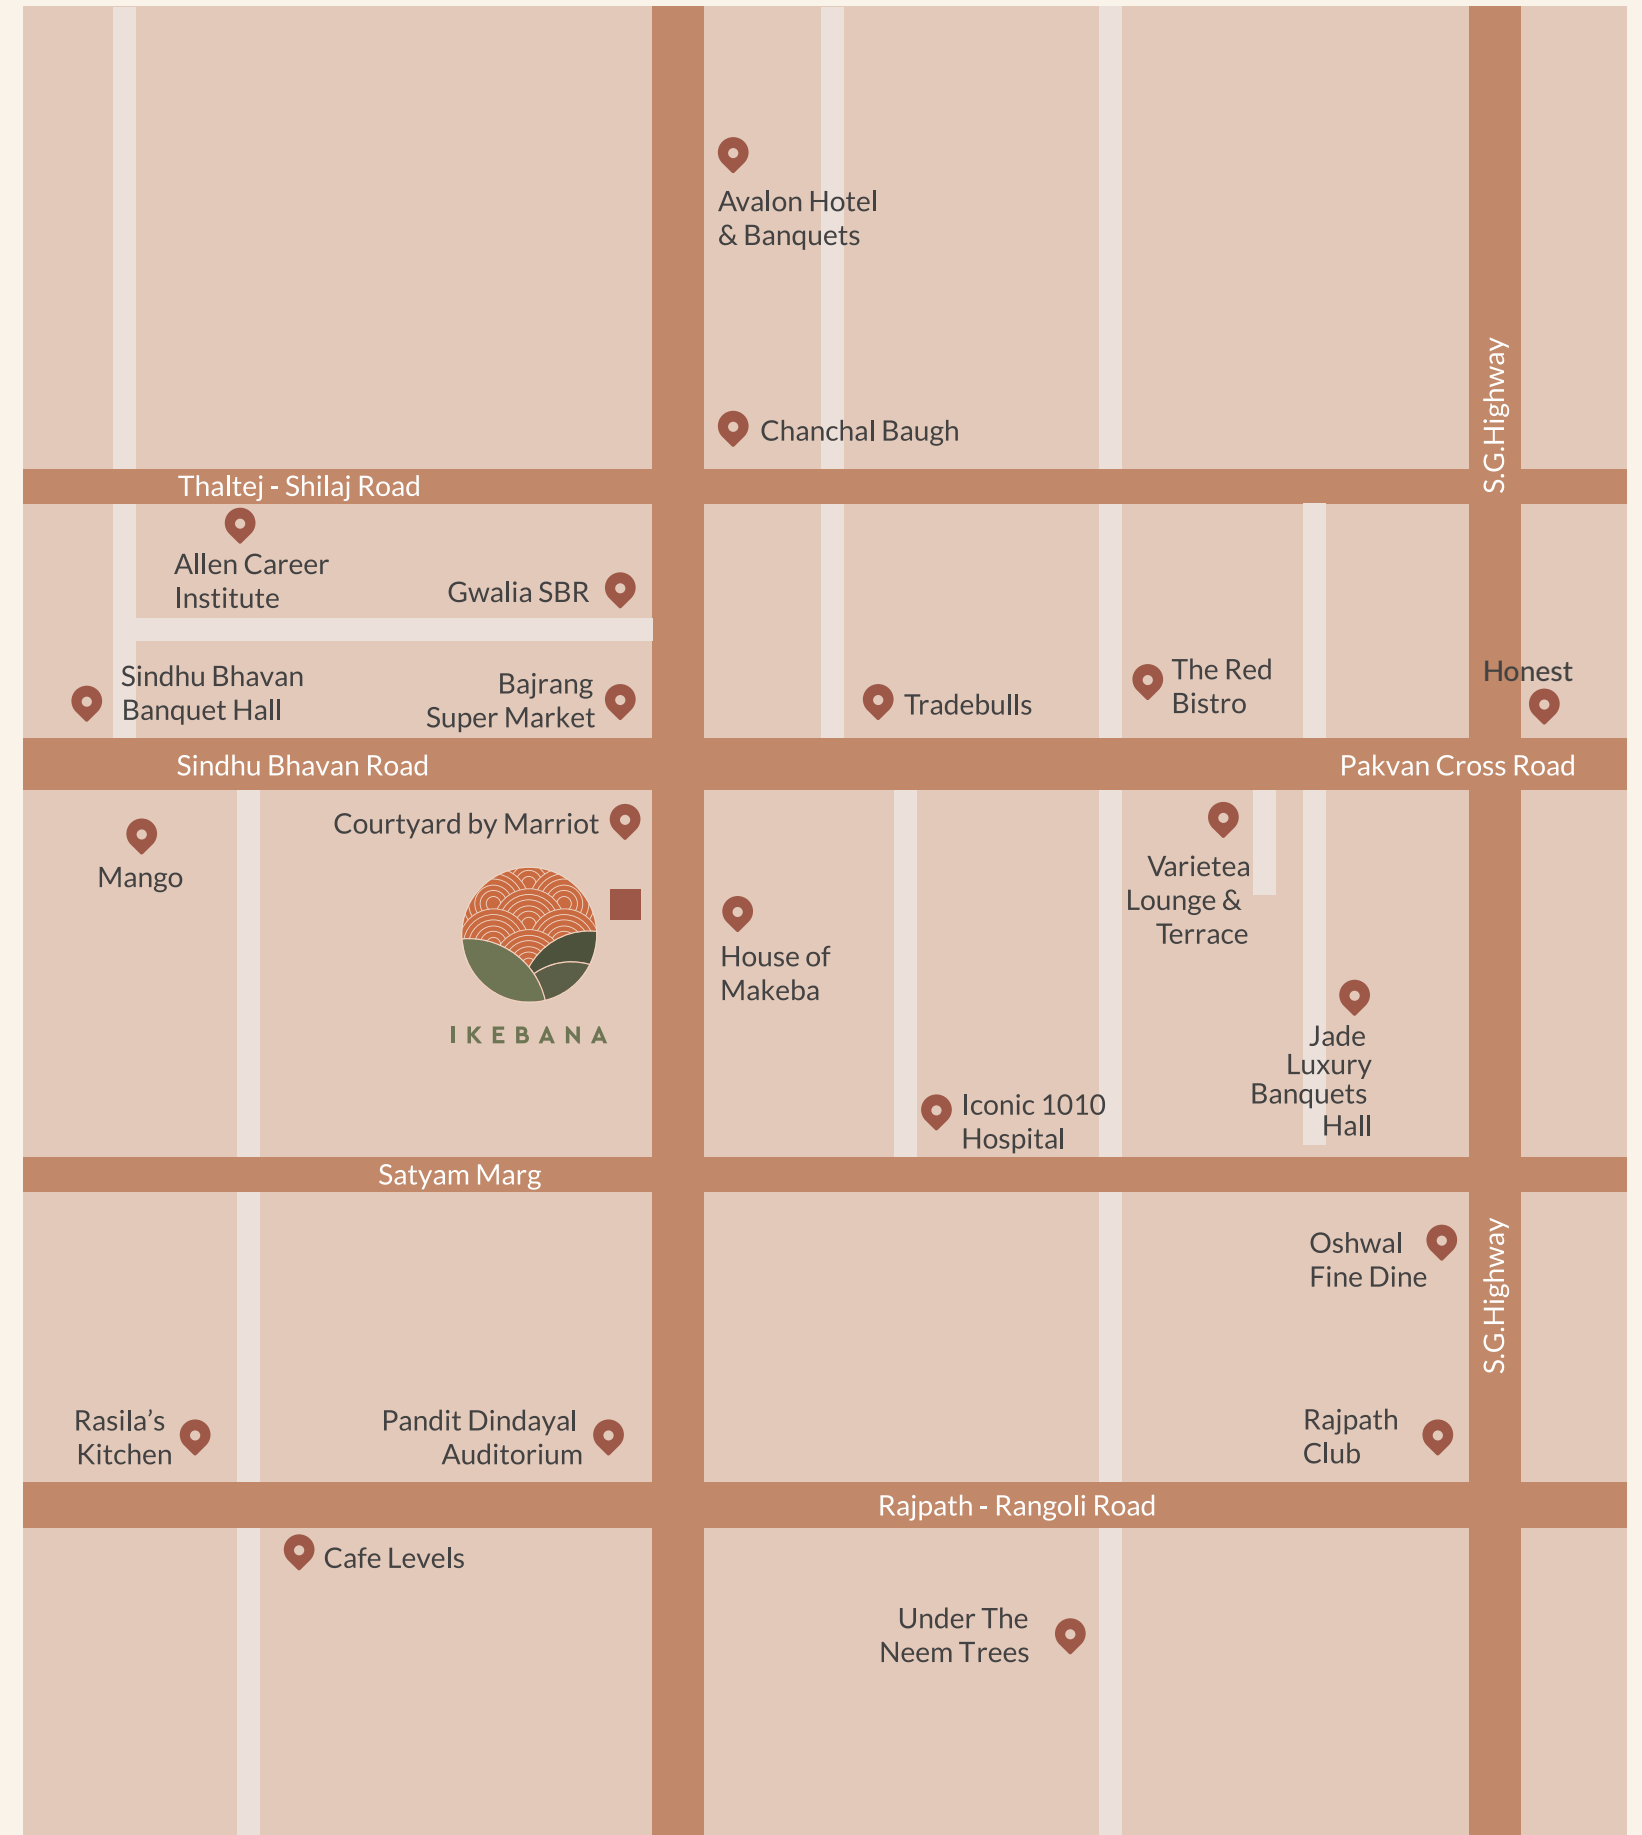 Avalon Hotel
& Banquets
S.G.Highway
Chanchal Baugh
Thaltej - Shilaj Road
Allen Career
Institute
Gwalia SBR
Sindhu Bhavan
Banquet Hall
Bajrang
Super Market
Tradebulls
The Red
Bistro
Honest
Sindhu Bhavan Road
Pakvan Cross Road
Courtyard by Marriot
Mango
IKEBANA
House of
Makeba
Varietea
Lounge &
Terrace
Jade
Luxury
Banquets
Hall
Iconic 1010
Hospital
Satyam Marg
Oshwal
Fine Dine
S.G.Highway
Rasila’s
Kitchen
Pandit Dindayal
Auditorium
Rajpath
Club
Rajpath - Rangoli Road
Cafe Levels
Under The
Neem Trees